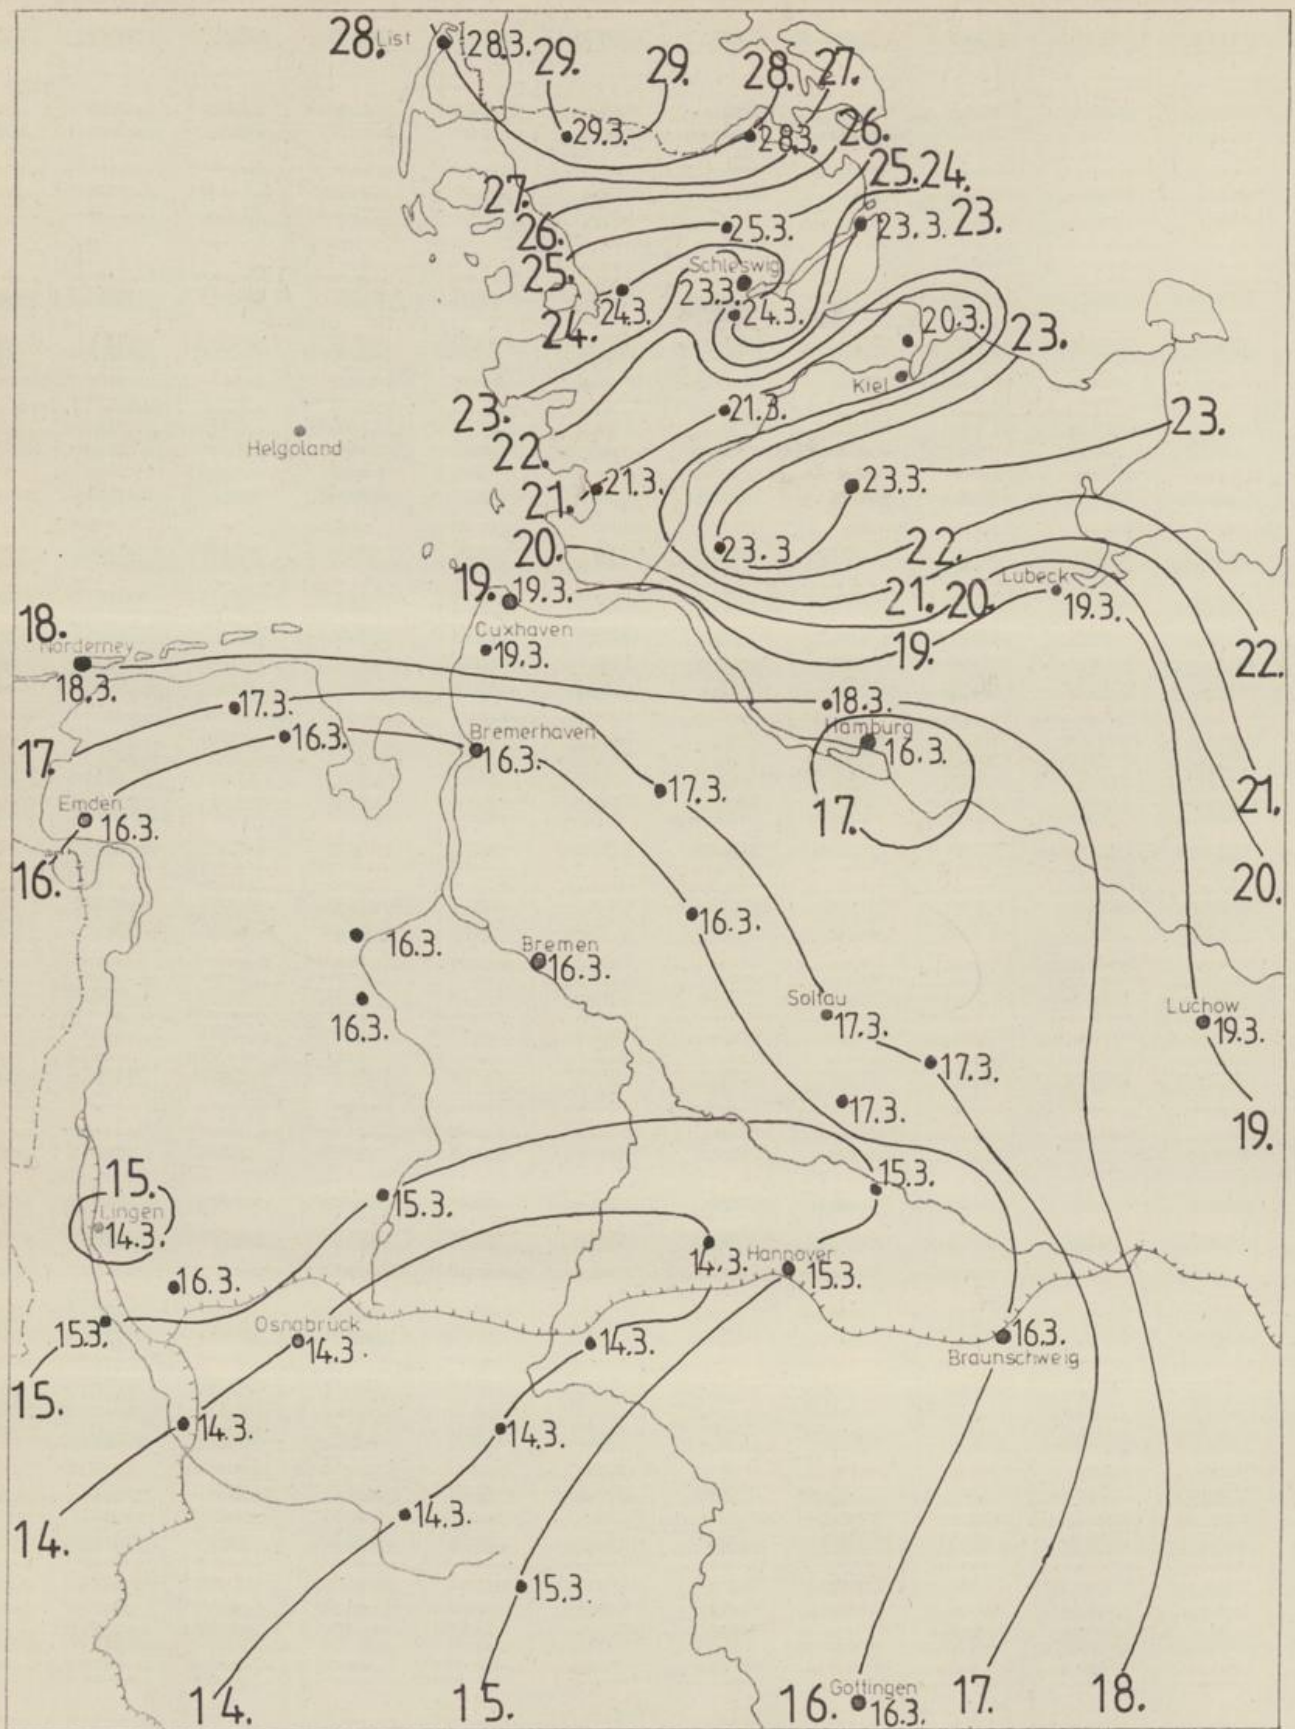 28. List 28.3. 29. 29. 28. 27.
29.3. 28.3. 26.
27. 25. 24.
26. 25.3. 23.3. 23.
25. Schleswig
23.3.
24. 24.3. 24.3. 20.3. 23.
Kiel
23. 21.3. 23.
Helgoland
22.
21. 21.3. 23.3.
20. 23.3 22.
19. 19.3. 21. 20. Lubeck 19.3.
18. Cuxhaven
Norderney 19.3. 19. 22.
18.3.
17.3. 18.3.
17. 16.3. Bremerhaven Hamburg
16.3. 16.3.
Emden 17.3. 17. 21.
16.3.
16. 20.
16.3. 16.3.
Bremen
16.3.
16.3. Soltau Luchow
17.3. 19.3.
17.3.
17.3. 19.
15. 15.3. 15.3.
Lingen
14.3. 14.3. Hannover
16.3. 15.3.
15.3. Osnabruck
14.3. 14.3. 16.3.
Braunschweig
15.
14.3. 14.3.
14. 14.3.
15.3.
14. 15. 16. Gottingen 17. 18.
16.3.